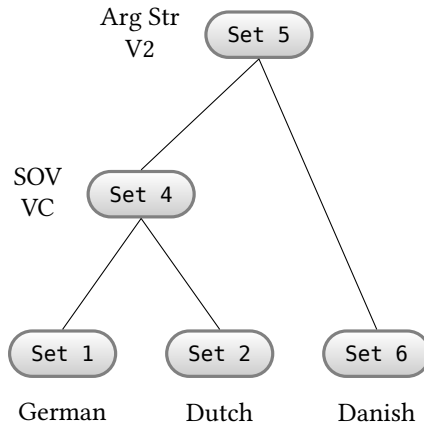 Arg Str
V2
Set 5
SOV
VC
Set 4
Set 1
Set 2
Set 6
German
Dutch
Danish